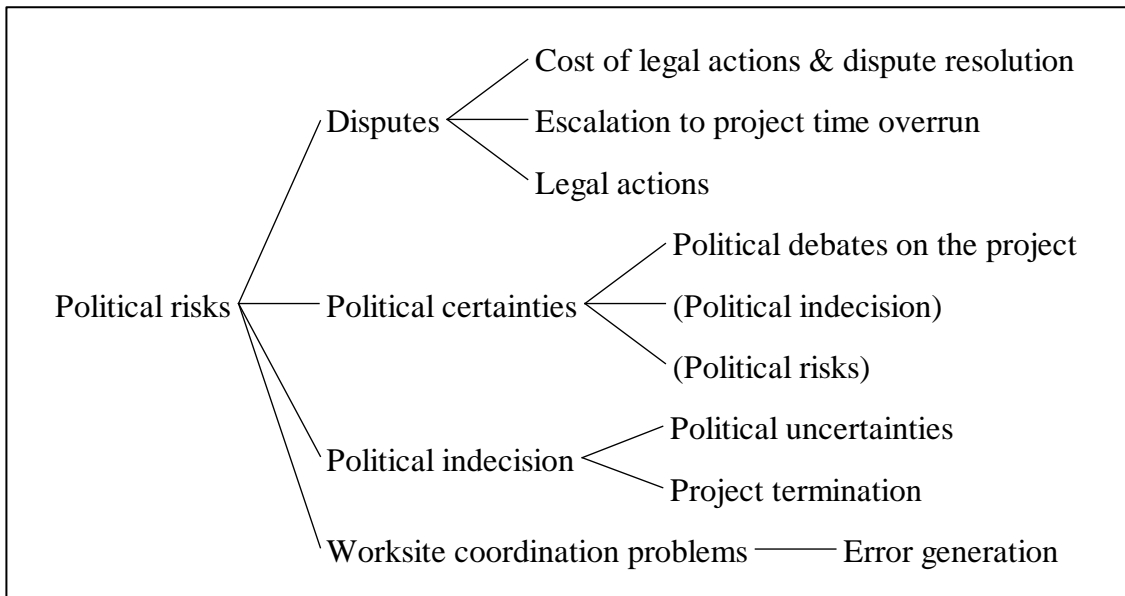 Cost of legal actions & dispute resolution
Disputes
Escalation to project time overrun
Legal actions
Political debates on the project
Political risks
Political certainties
(Political indecision)
(Political risks)
Political uncertainties
Political indecision
Project termination
Worksite coordination problems
Error generation